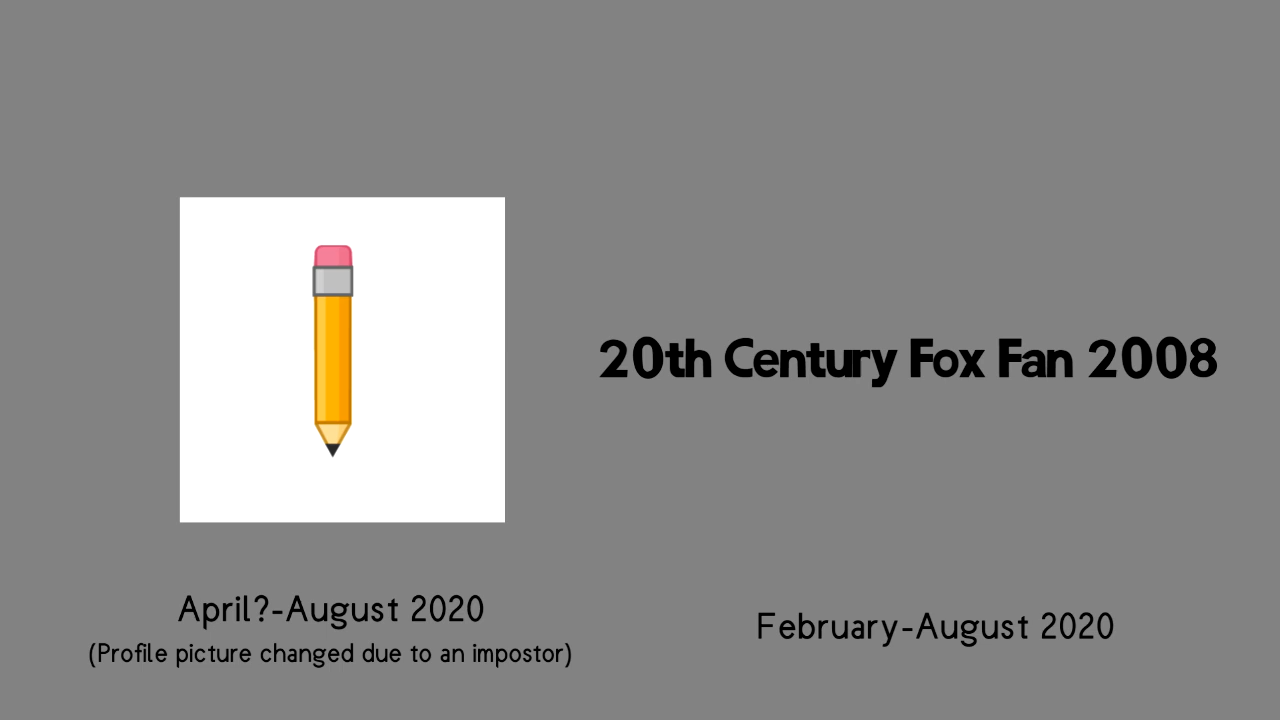 20th Century Fox Fan 2008
April?-August 2020
(Profile picture changed due to an impostor)
February-August 2020